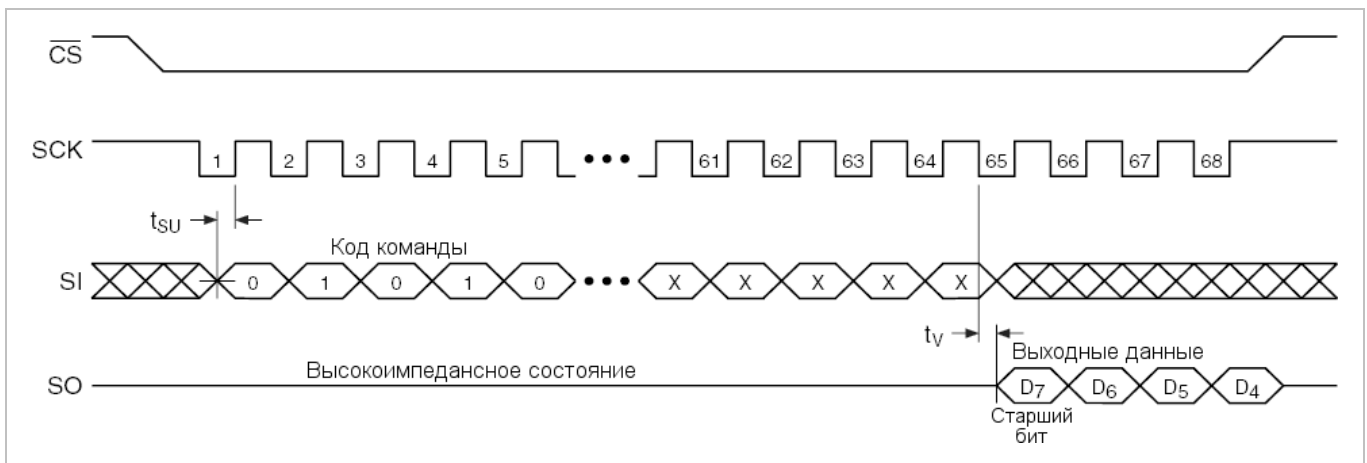 CS
SCK 1 2 3 4 5 ••• 61 62 63 64 65 66 67 68
tSU
Код команды
SI 0 1 0 1 0 ••• X X X X X
tV
Выходные данные
SO Высокоимпедансное состояние D7 D6 D5 D4
Старший
бит